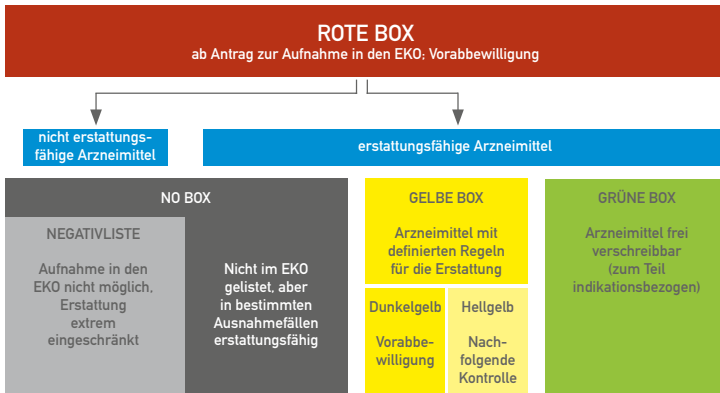 ROTE BOX
ab Antrag zur Aufnahme in den EKO; Vorabbewilligung
nicht erstattungs-
fähige Arzneimittel
erstattungsfähige Arzneimittel
NO BOX
NEGATIVLISTE
Aufnahme in den
EKO nicht möglich,
Erstattung
extrem
eingeschränkt
Nicht im EKO
gelistet, aber
in bestimmten
Ausnahmefällen
erstattungsfähig
GELBE BOX
Arzneimittel mit
definierten Regeln
für die Erstattung
Dunkelgelb
Vorabbe-
willigung
Hellgelb
Nach-
folgende
Kontrolle
GRÜNE BOX
Arzneimittel frei
verschreibbar
(zum Teil
indikationsbezogen)